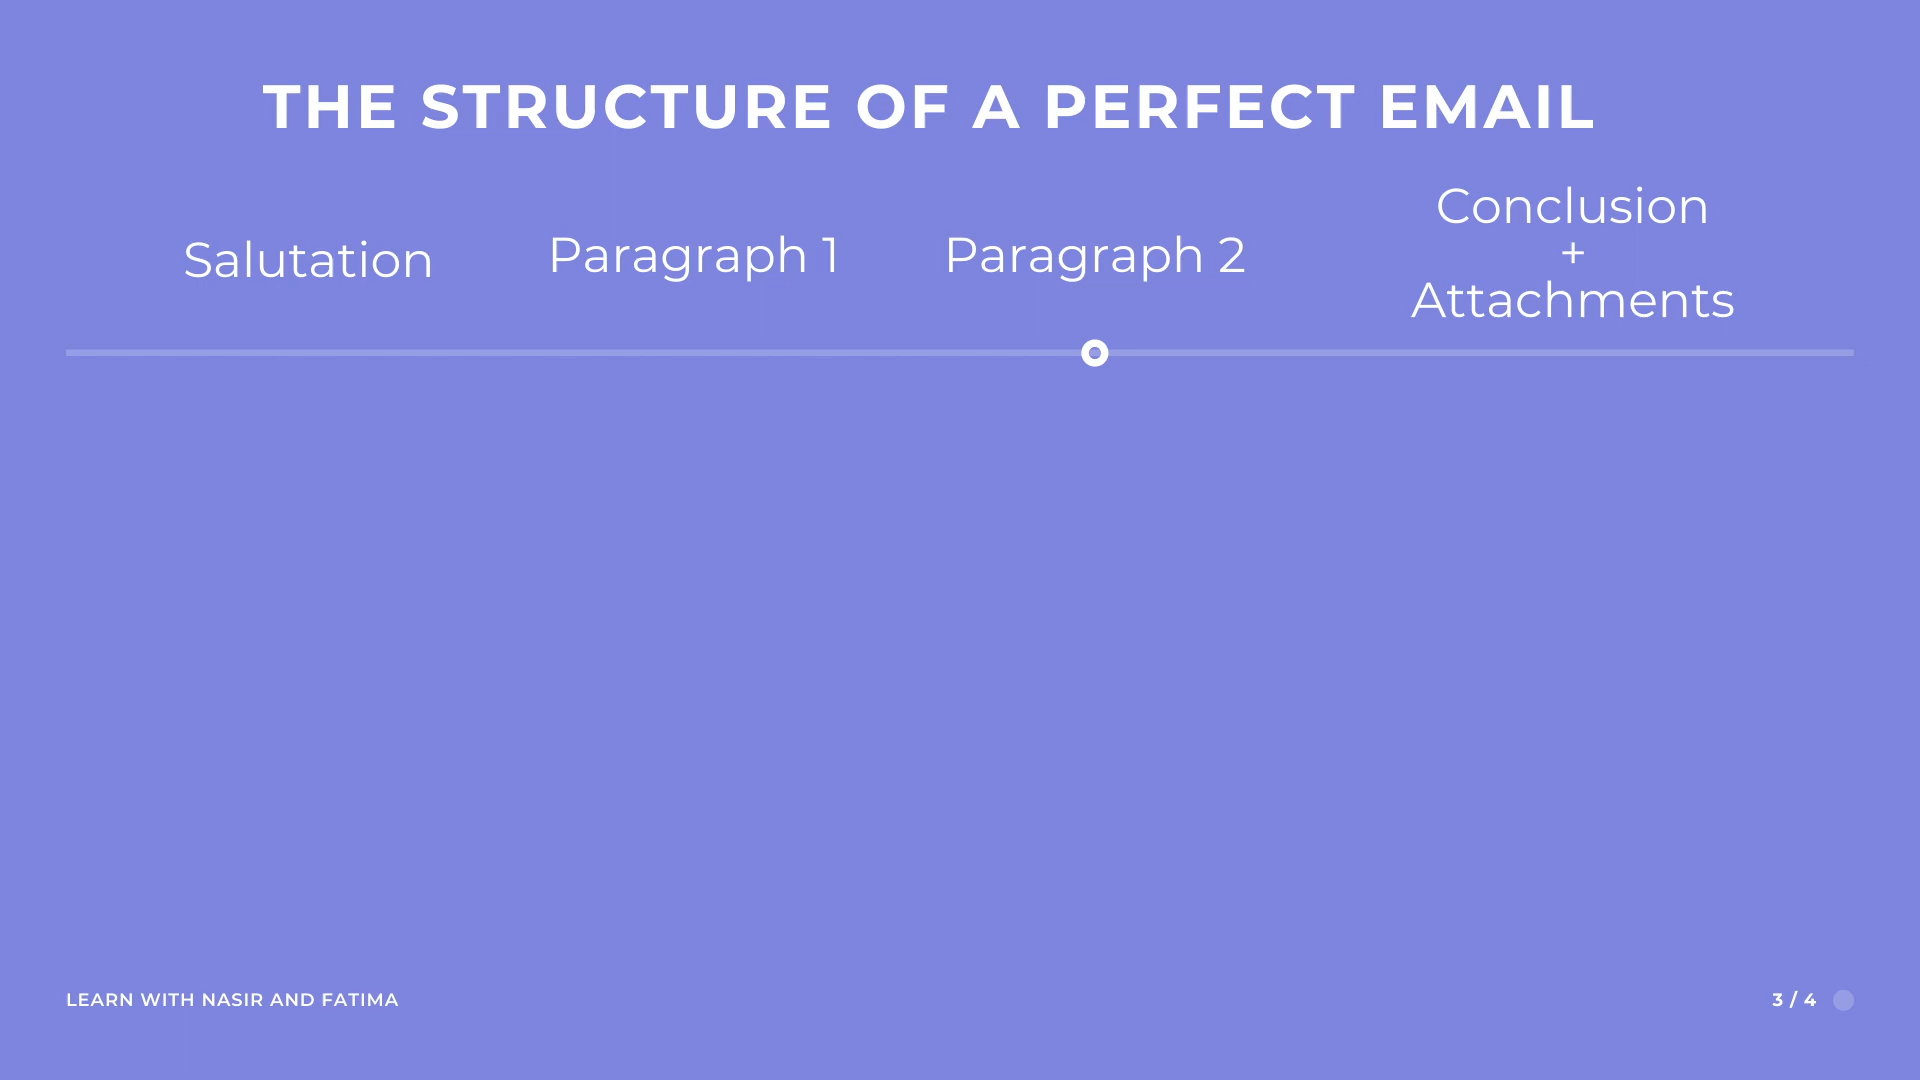 THE STRUCTURE OF A PERFECT EMAIL
Salutation
Paragraph 1
Paragraph 2
Conclusion
+
Attachments
LEARN WITH NASIR AND FATIMA
3 / 4